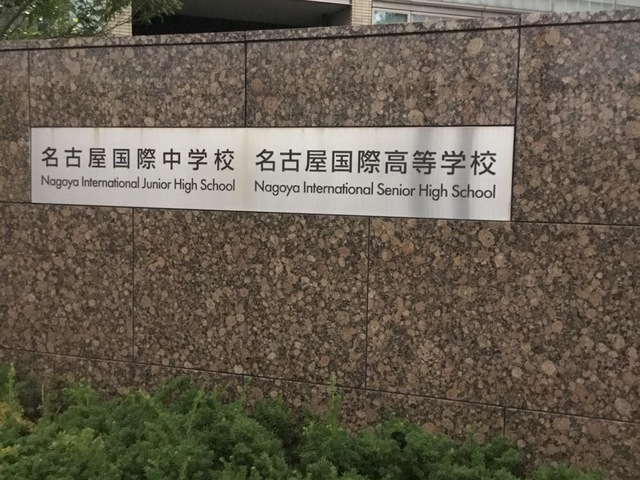 名古屋国際中学校 名古屋国際高等学校
Nagoya International Junior High School Nagoya International Senior High School